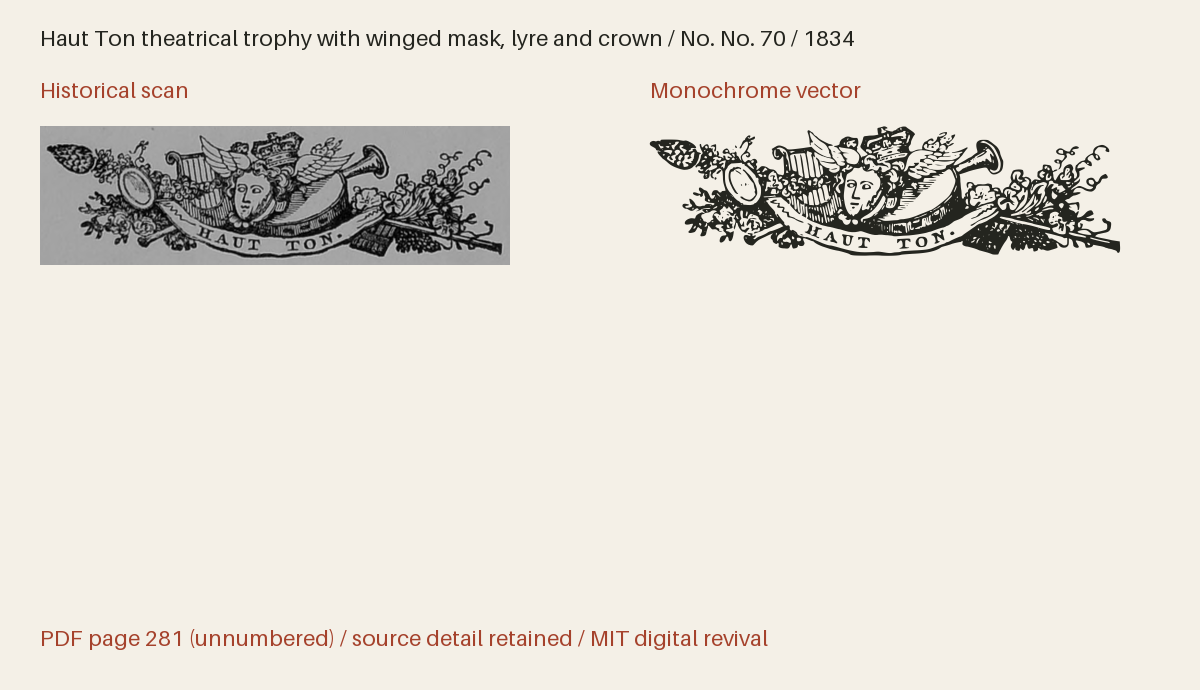 Haut Ton theatrical trophy with winged mask, lyre and crown / No. No. 70 / 1834
Historical scan
Monochrome vector
HAUT TON.
HAUT TON.
PDF page 281 (unnumbered) / source detail retained / MIT digital revival